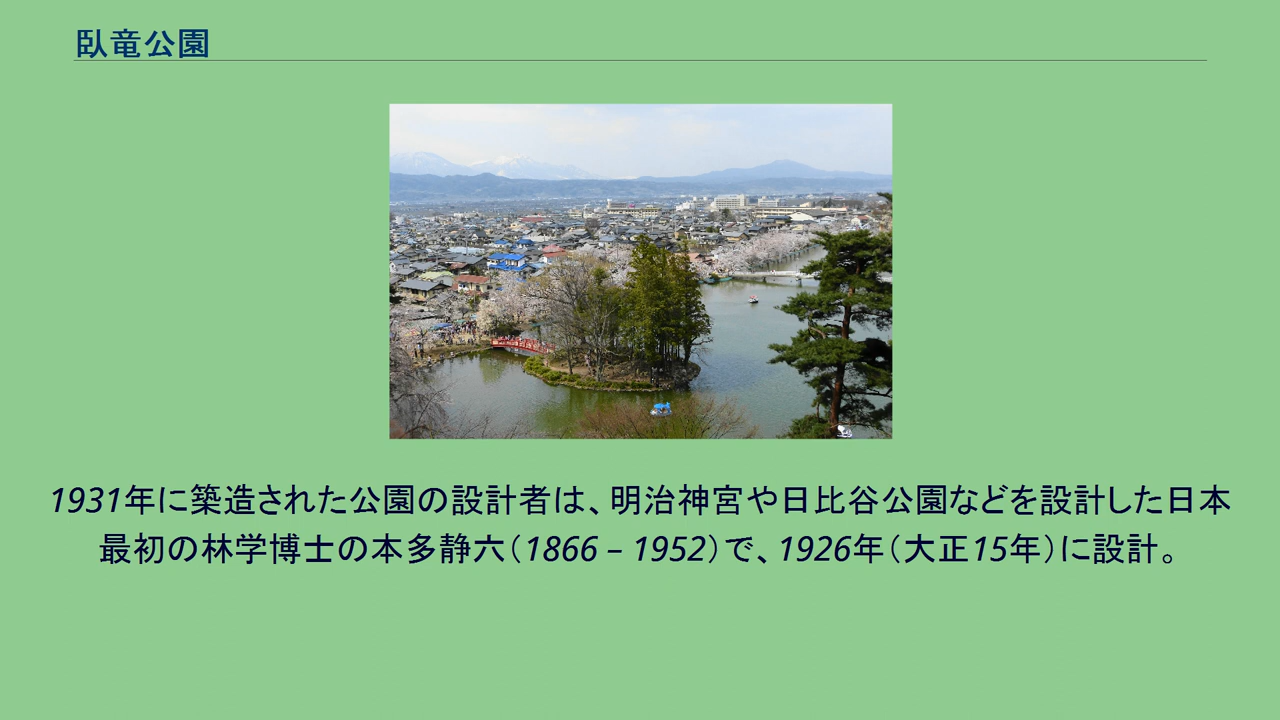 臥竜公園
1931年に築造された公園の設計者は、明治神宮や日比谷公園などを設計した日本
最初の林学博士の本多静六（1866 – 1952）で、1926年（大正15年）に設計。